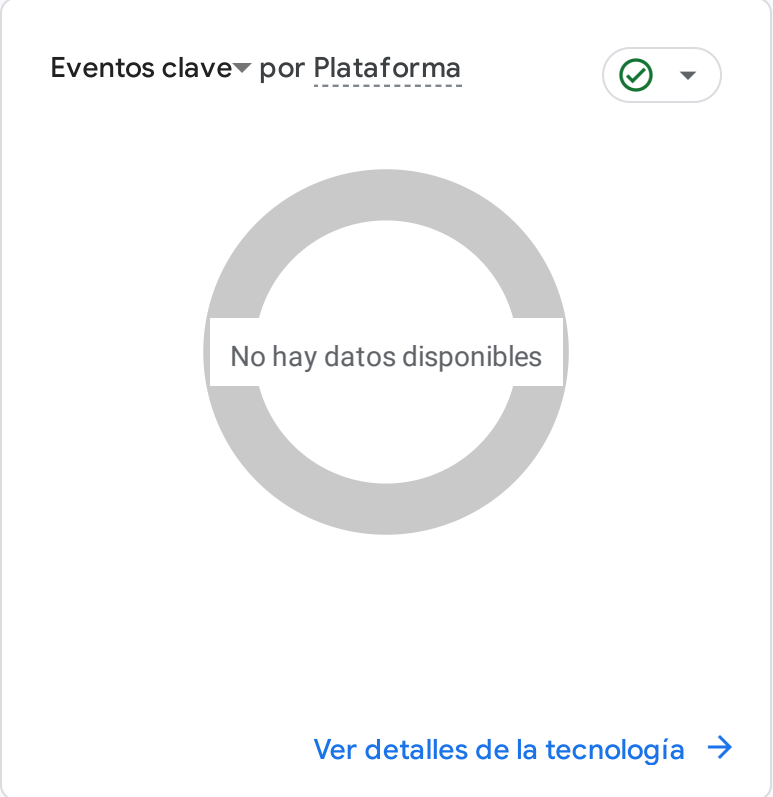 Eventos clave por Plataforma
No hay datos disponibles
Ver detalles de la tecnología